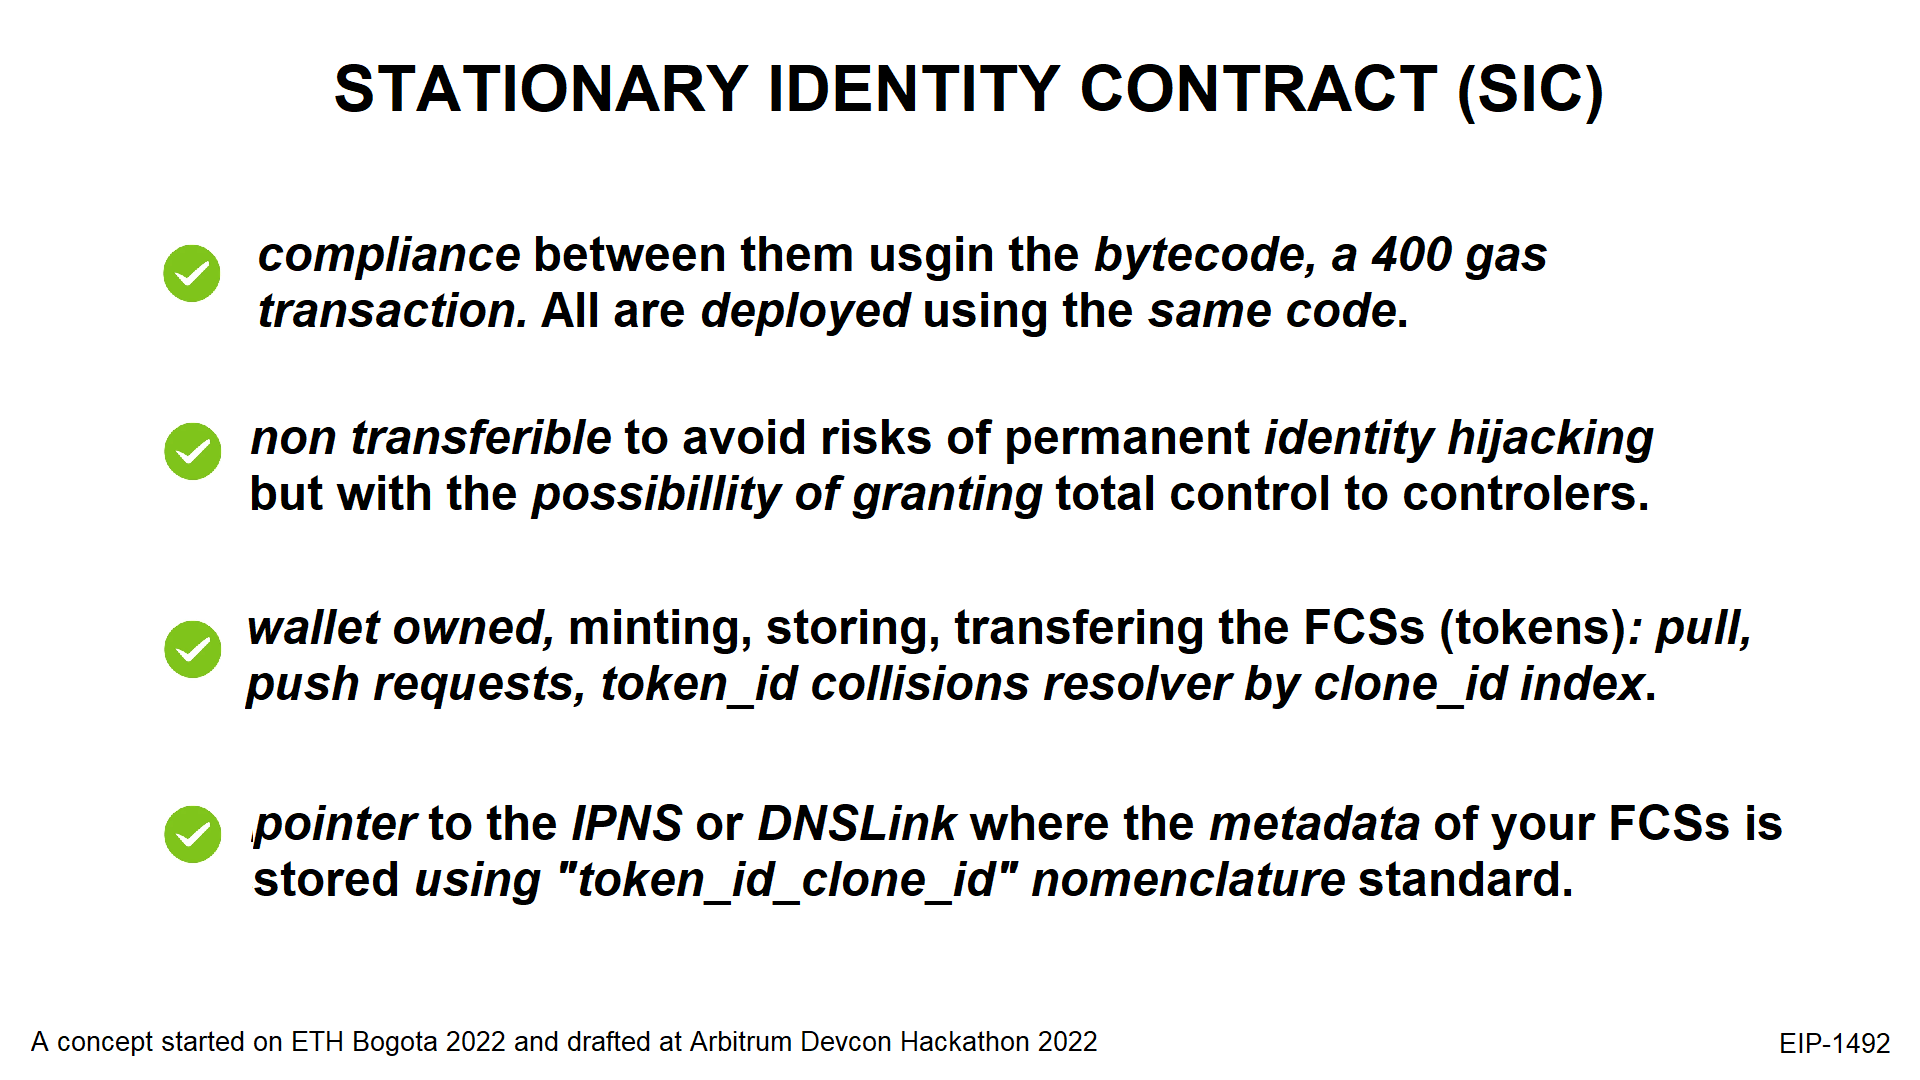 STATIONARY IDENTITY CONTRACT (SIC)
compliance between them usgin the bytecode, a 400 gas
transaction. All are deployed using the same code.
non transferible to avoid risks of permanent identity hijacking
but with the possibillity of granting total control to controlers.
wallet owned, minting, storing, transfering the FCSs (tokens): pull,
push requests, token_id collisions resolver by clone_id index.
pointer to the IPNS or DNSLink where the metadata of your FCSs is
stored using "token_id_clone_id" nomenclature standard.
A concept started on ETH Bogota 2022 and drafted at Arbitrum Devcon Hackathon 2022
EIP-1492